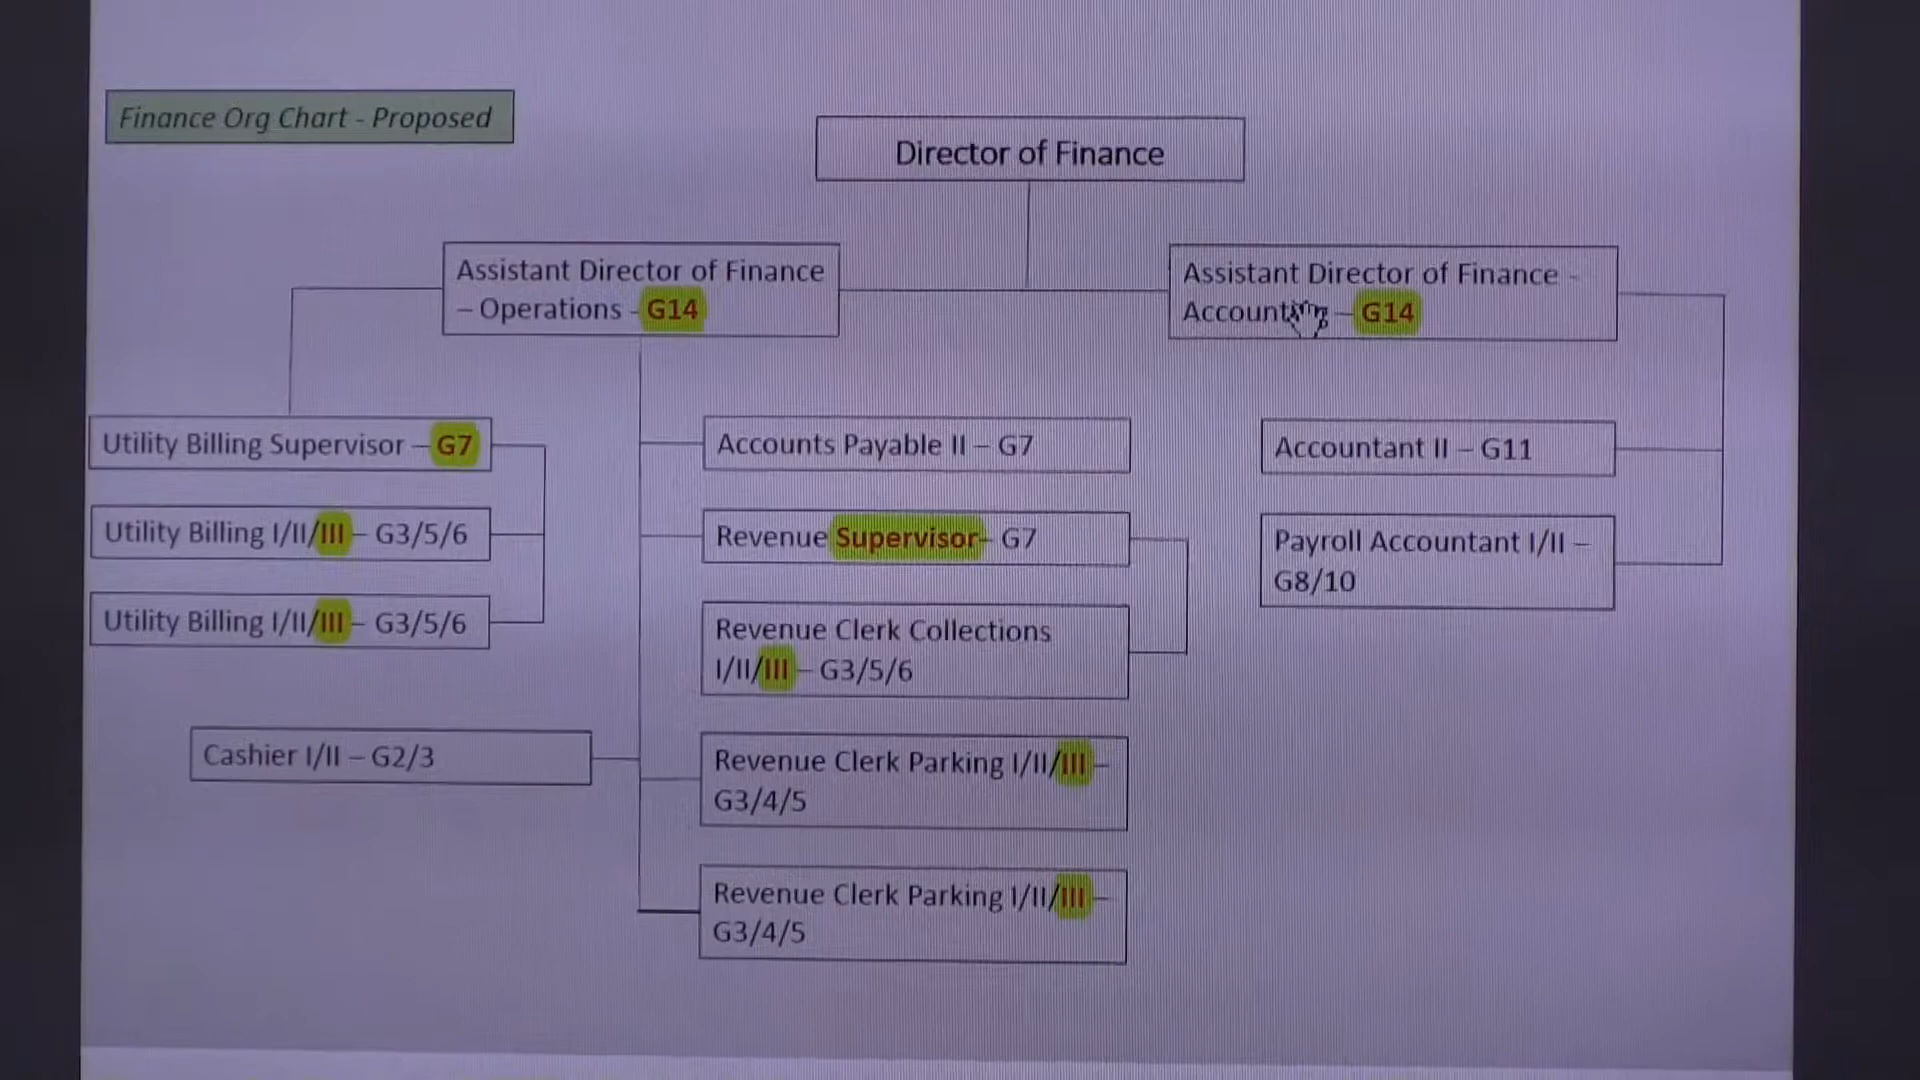 Finance Org Chart - Proposed
Director of Finance
Assistant Director of Finance
– Operations - G14
Assistant Director of Finance -
Accounting – G14
Utility Billing Supervisor – G7
Utility Billing I/II/III – G3/5/6
Utility Billing I/II/III – G3/5/6
Cashier I/II – G2/3
Accounts Payable II – G7
Revenue Supervisor – G7
Revenue Clerk Collections
I/II/III – G3/5/6
Revenue Clerk Parking I/II/III –
G3/4/5
Revenue Clerk Parking I/II/III –
G3/4/5
Accountant II – G11
Payroll Accountant I/II –
G8/10